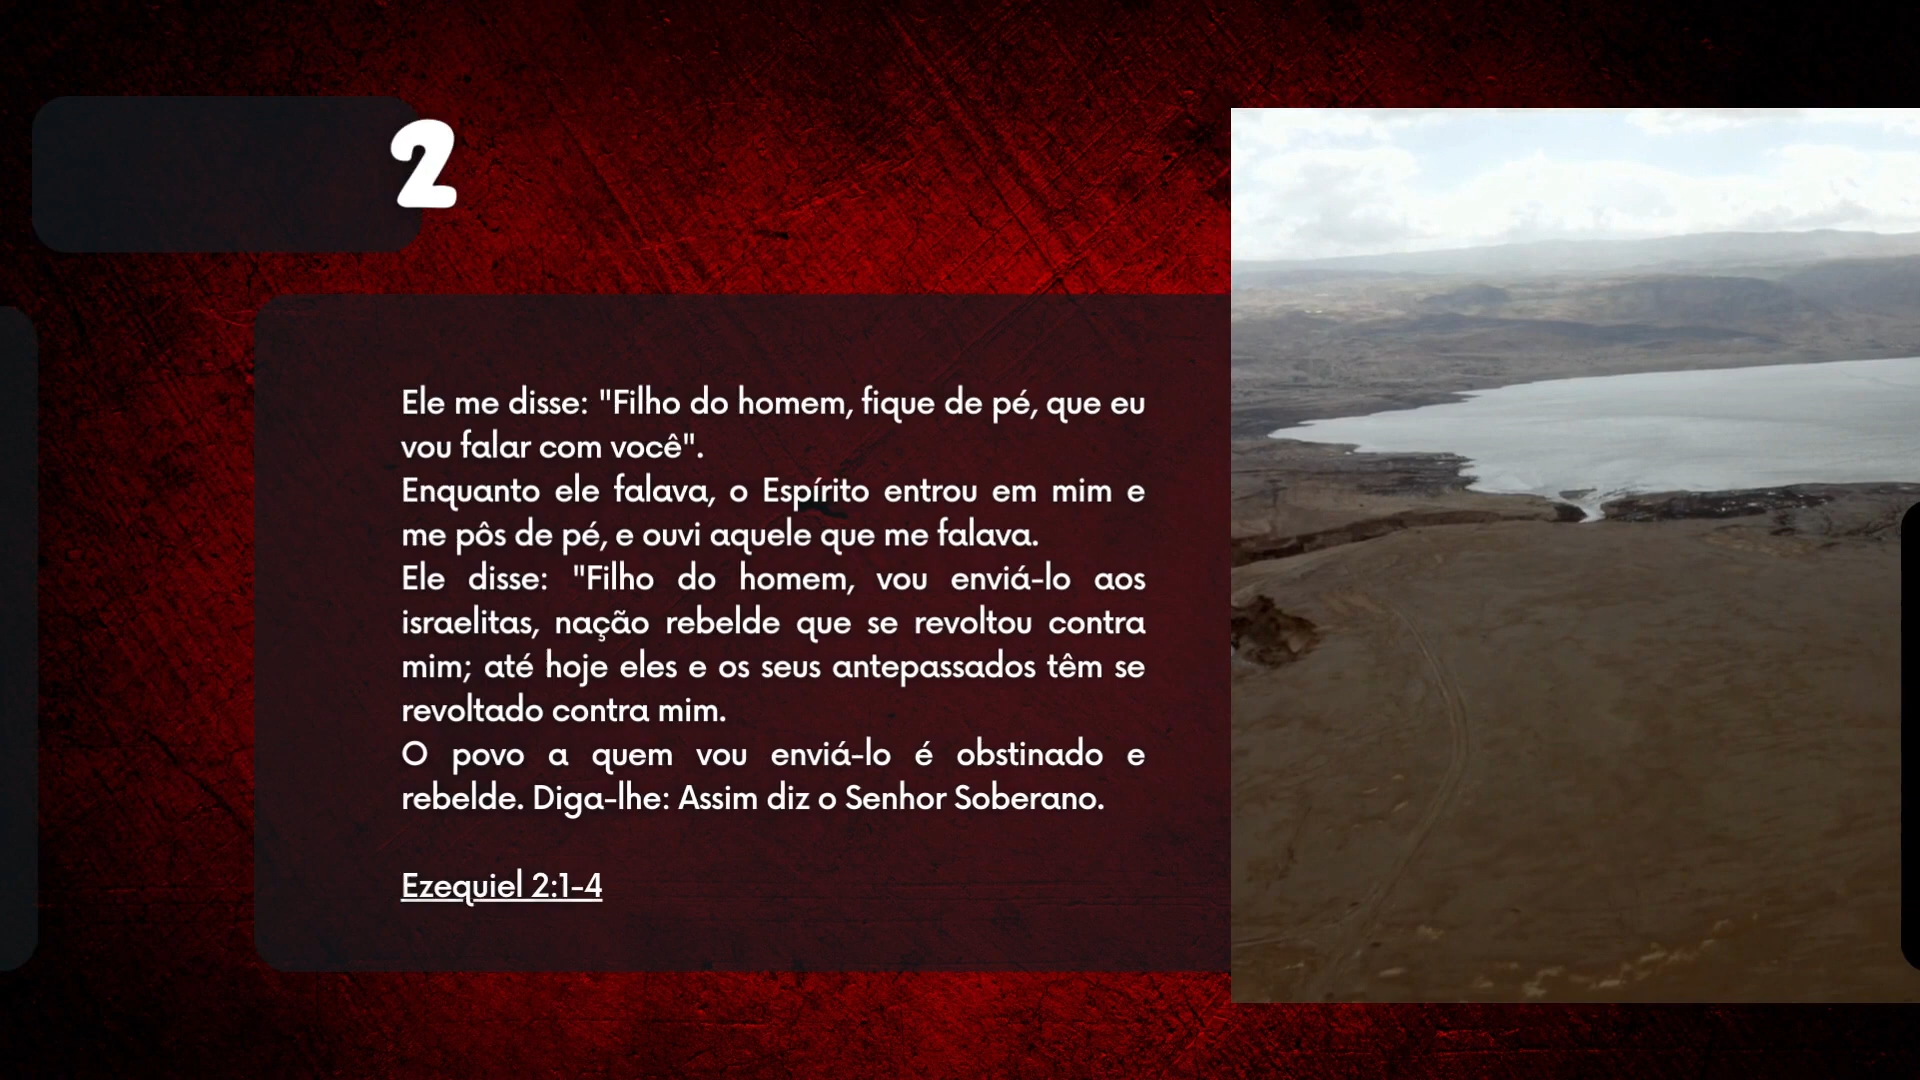 2
Ele me disse: "Filho do homem, fique de pé, que eu
vou falar com você".
Enquanto ele falava, o Espírito entrou em mim e
me pôs de pé, e ouvi aquele que me falava.
Ele disse: "Filho do homem, vou enviá-lo aos
israelitas, nação rebelde que se revoltou contra
mim; até hoje eles e os seus antepassados têm se
revoltado contra mim.
O povo a quem vou enviá-lo é obstinado e
rebelde. Diga-lhe: Assim diz o Senhor Soberano.
Ezequiel 2:1-4